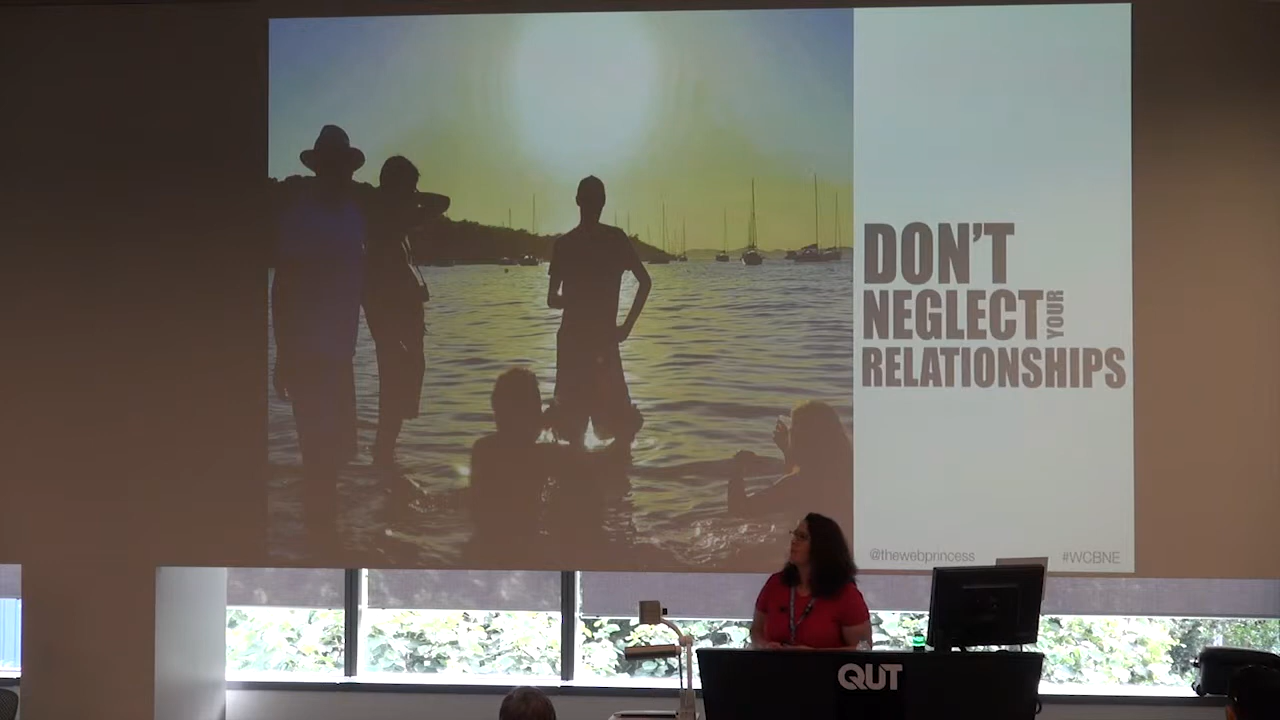 DON'T
NEGLECT YOUR
RELATIONSHIPS
@thewebprincess #WCBNE
QUT